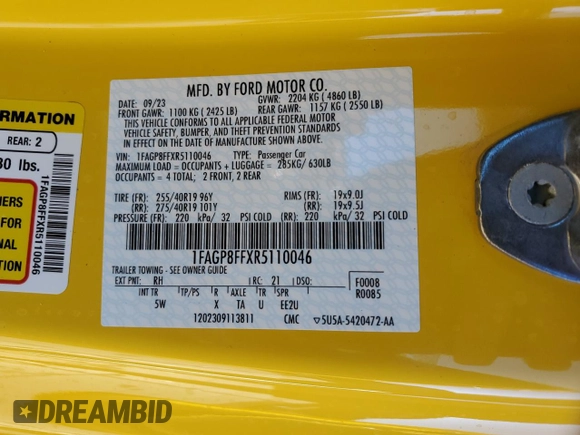 MFD. BY FORD MOTOR CO.
DATE: 09/23 GVWR: 2204 KG ( 4860 LB)
FRONT GAWR: 1100 KG ( 2425 LB) REAR GAWR: 1157 KG ( 2550 LB)
THIS VEHICLE CONFORMS TO ALL APPLICABLE FEDERAL MOTOR
VEHICLE SAFETY, BUMPER, AND THEFT PREVENTION STANDARDS IN
EFFECT ON THE DATE OF MANUFACTURE SHOWN ABOVE.
VIN: 1FAGP8FFXR5110046 TYPE: Passenger Car
MAXIMUM LOAD = OCCUPANTS + LUGGAGE = 285KG/ 630LB
OCCUPANTS = 4 TOTAL; 2 FRONT, 2 REAR
TIRE (FR): 255/40R19 96Y RIMS (FR): 19x9.0J
(RR): 275/40R19 101Y (RR): 19x9.5J
PRESSURE (FR): 220 kPa/ 32 PSI COLD (RR): 220 kPa/ 32 PSI COLD
1FAGP8FFXR5110046
TRAILER TOWING - SEE OWNER GUIDE
EXT PNT: RH RC: 21 DSO: F0008
R0085
INT TR TP/PS R AXLE TR SPR
5W X TA U EE2U
1202309113811 CMC 5U5A-5420472-AA
FORMATION
REAR: 2
30 lbs.
1FAGP8FFXR5110046
DREAMBID